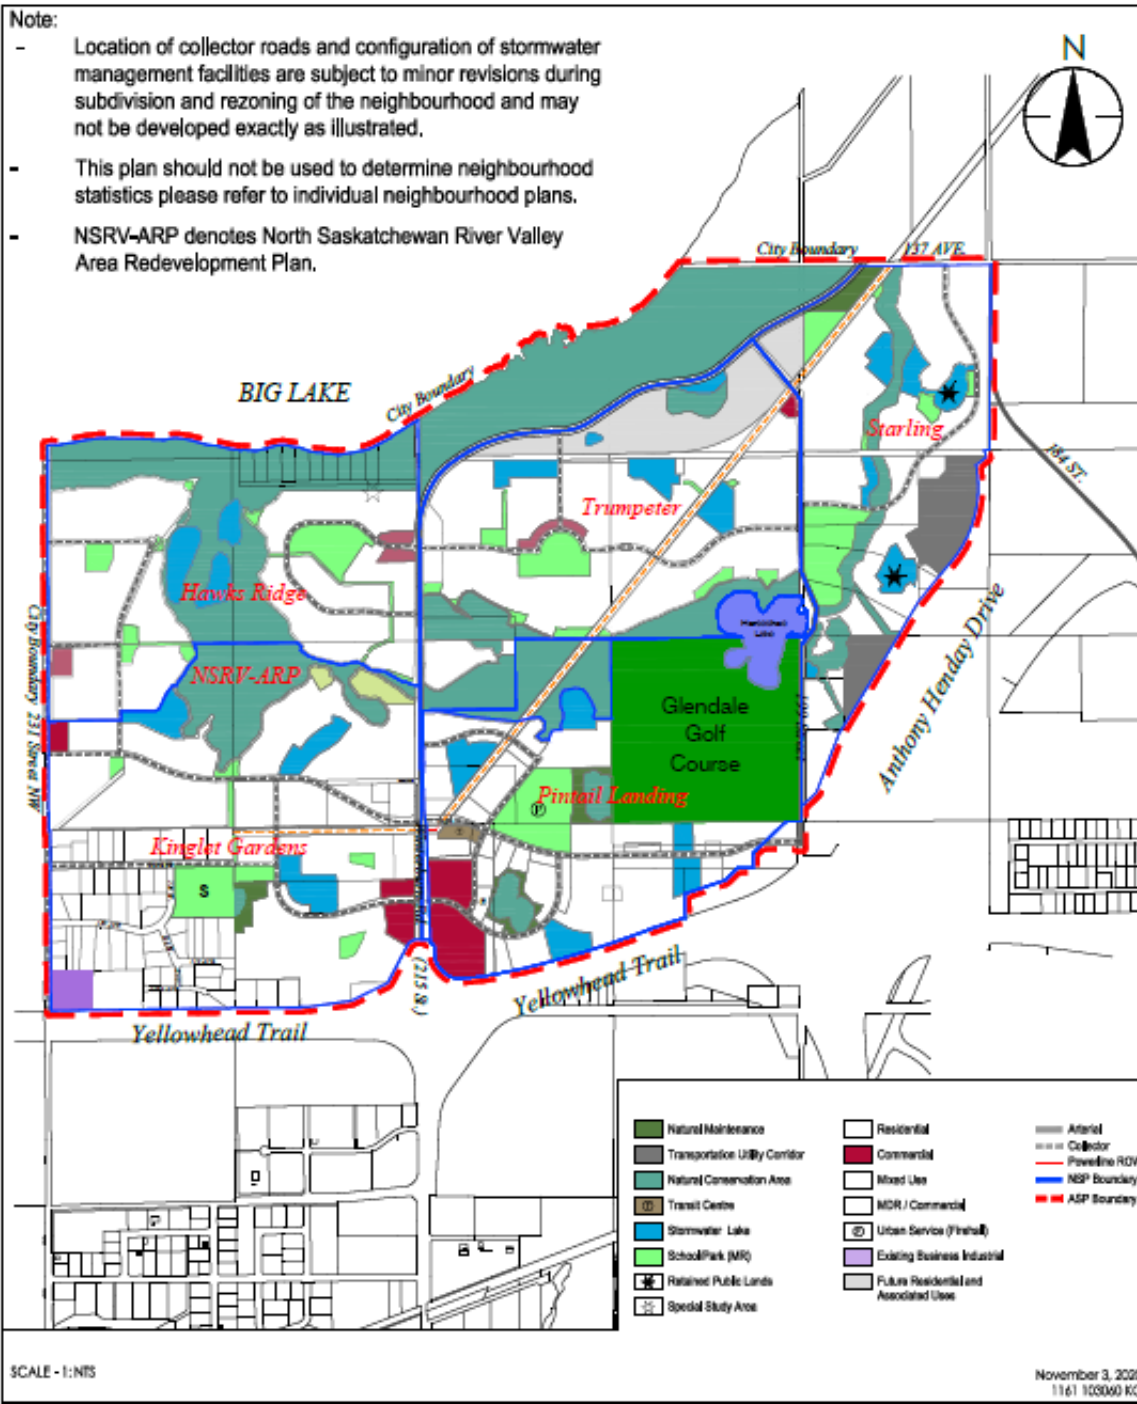 Note:
- Location of collector roads and configuration of stormwater
management facilities are subject to minor revisions during
subdivision and rezoning of the neighbourhood and may
not be developed exactly as illustrated.
- This plan should not be used to determine neighbourhood
statistics please refer to individual neighbourhood plans.
- NSRV-ARP denotes North Saskatchewan River Valley
Area Redevelopment Plan.
N
City Boundary
137 AVE.
BIG LAKE
City Boundary
Starling
184 ST.
Trumpeter
Hawks Ridge
City Boundary 231 Street NW
NSRV-ARP
Lake
Glendale
Golf
Course
Anthony Henday Drive
Pintail Landing
P
T
Kinglet Gardens
S
(215 St.)
Yellowhead Trail
Yellowhead Trail
Natural Maintenance
Transportation Utility Corridor
Natural Conservation Area
T Transit Centre
Stormwater Lake
School/Park (MR)
Retained Public Lands
Special Study Area
Residential
Commercial
Mixed Use
MDR / Commercial
P Urban Service (Firehall)
Existing Business Industrial
Future Residential and
Associated Uses
Arterial
Collector
Powerline ROW
NSP Boundary
ASP Boundary
SCALE - 1:NTS
November 3,
1161 103060